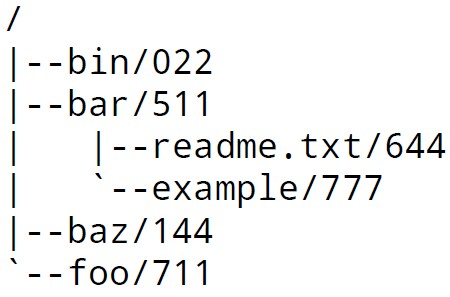 /
|--bin/022
|--bar/511
|   |--readme.txt/644
|   `--example/777
|--baz/144
`--foo/711